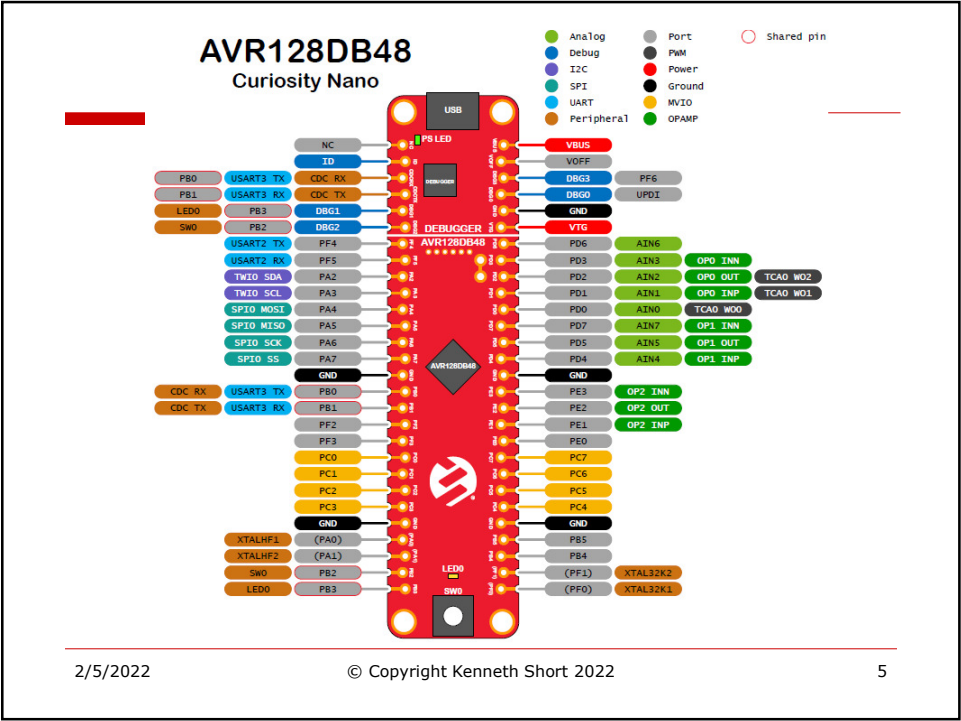 AVR128DB48
Curiosity Nano
Analog Port Shared pin
Debug PWM
I2C Power
SPI Ground
UART MVIO
Peripheral OPAMP
USB
PS LED
DEBUGGER
DEBUGGER
AVR128DB48
AVR128DB48
LED0
SW0
NC VBUS
ID VOFF
PB0 USART3 TX CDC RX DBG3 PF6
PB1 USART3 RX CDC TX DBG0 UPDI
LED0 PB3 DBG1 GND
SW0 PB2 DBG2 VTG
USART2 TX PF4 PD6 AIN6
USART2 RX PF5 PD3 AIN3 OP0 INN
TWI0 SDA PA2 PD2 AIN2 OP0 OUT TCA0 WO2
TWI0 SCL PA3 PD1 AIN1 OP0 INP TCA0 WO1
SPI0 MOSI PA4 PD0 AIN0 TCA0 WO0
SPI0 MISO PA5 PD7 AIN7 OP1 INN
SPI0 SCK PA6 PD5 AIN5 OP1 OUT
SPI0 SS PA7 PD4 AIN4 OP1 INP
GND GND
CDC RX USART3 TX PB0 PE3 OP2 INN
CDC TX USART3 RX PB1 PE2 OP2 OUT
PF2 PE1 OP2 INP
PF3 PE0
PC0 PC7
PC1 PC6
PC2 PC5
PC3 PC4
GND GND
XTALHF1 (PA0) PB5
XTALHF2 (PA1) PB4
SW0 PB2 (PF1) XTAL32K2
LED0 PB3 (PF0) XTAL32K1
2/5/2022 © Copyright Kenneth Short 2022 5